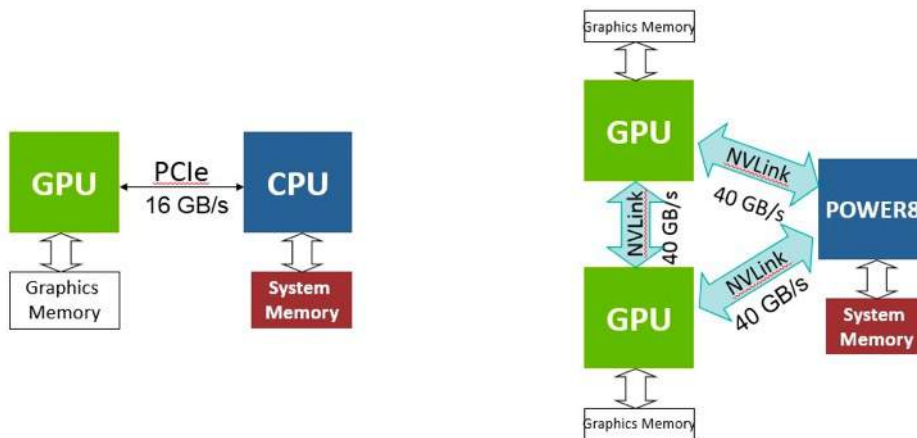 GPU
PCIe
16 GB/s
CPU
Graphics
Memory
System
Memory
Graphics Memory
GPU
NVLink
40 GB/s
NVLink
40 GB/s
POWER8
NVLink
40 GB/s
GPU
System
Memory
Graphics Memory